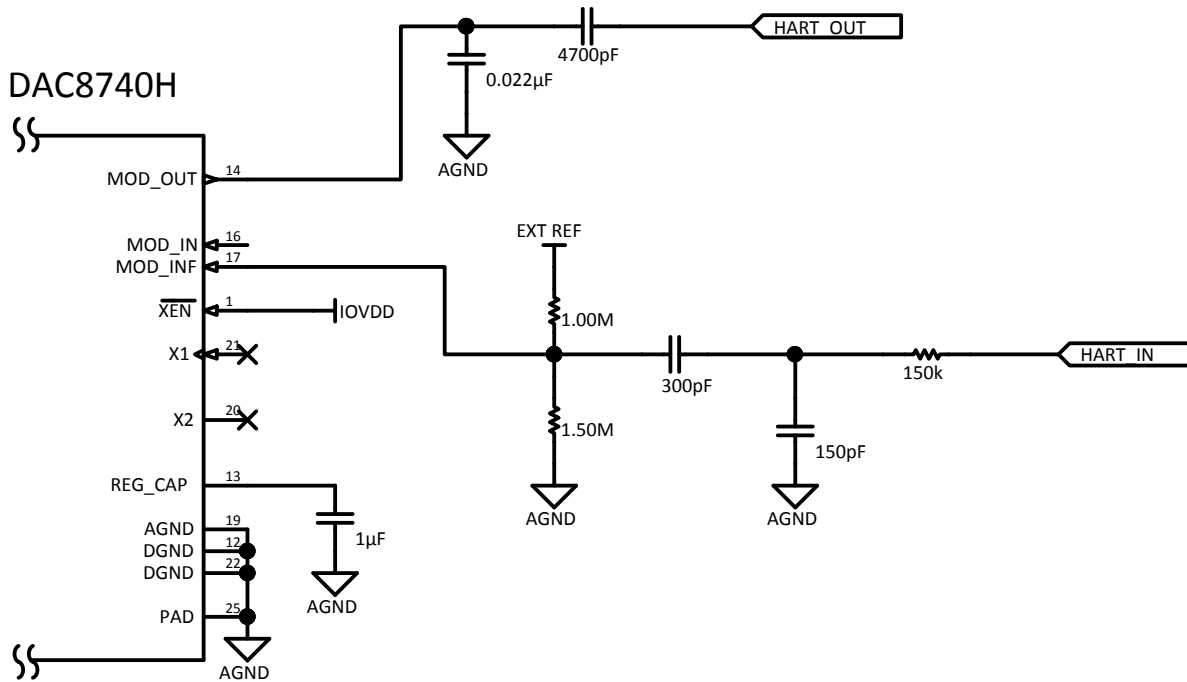 HART_OUT
4700pF
0.022µF
DAC8740H
AGND
14
MOD_OUT
16
MOD_IN
17
MOD_INF
EXT REF
1
XEN
IOVDD
1.00M
21
X1
HART_IN
300pF
150k
20
X2
1.50M
150pF
13
REG_CAP
AGND
AGND
19
AGND
12
DGND
1µF
22
DGND
AGND
25
PAD
AGND